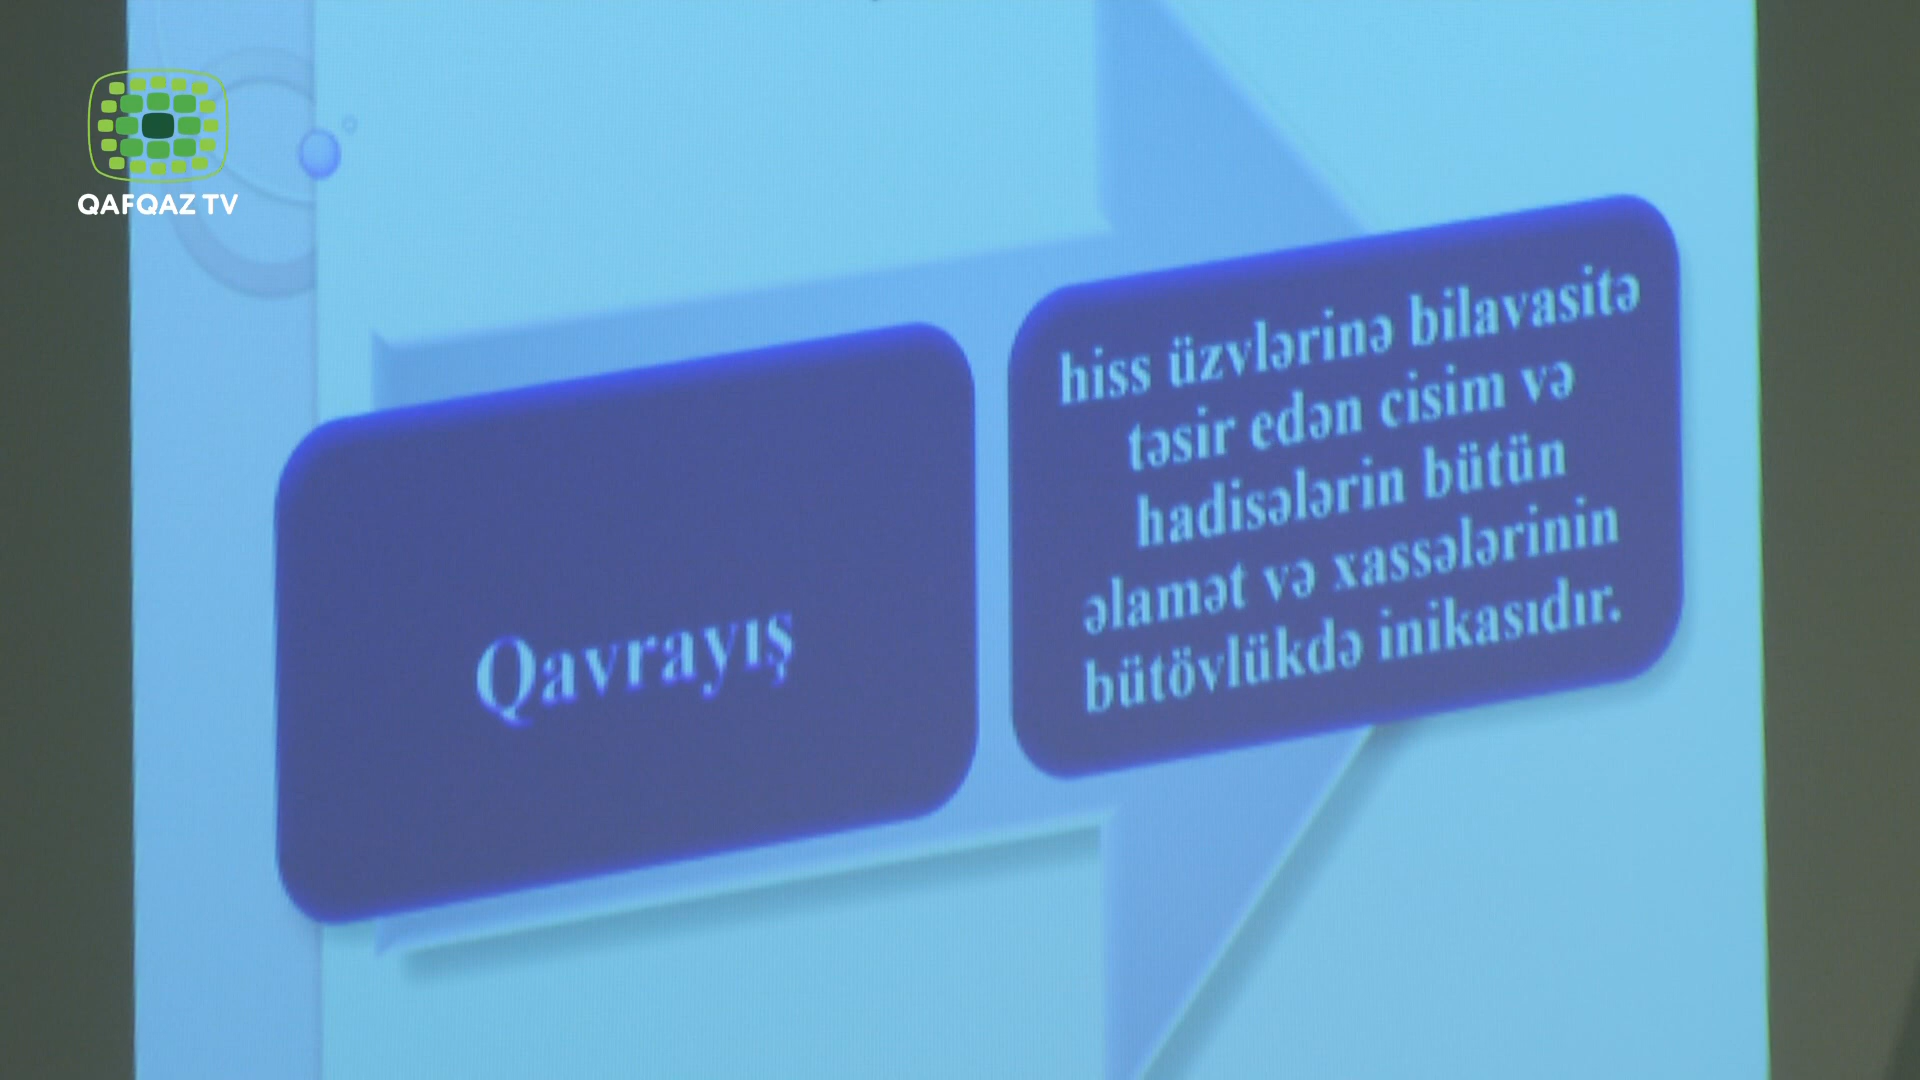 QAFQAZ TV
Qavrayış
hiss üzvlərinə bilavasitə
təsir edən cisim və
hadisələrin bütün
əlamət və xassələrinin
bütövlükdə inikasıdır.